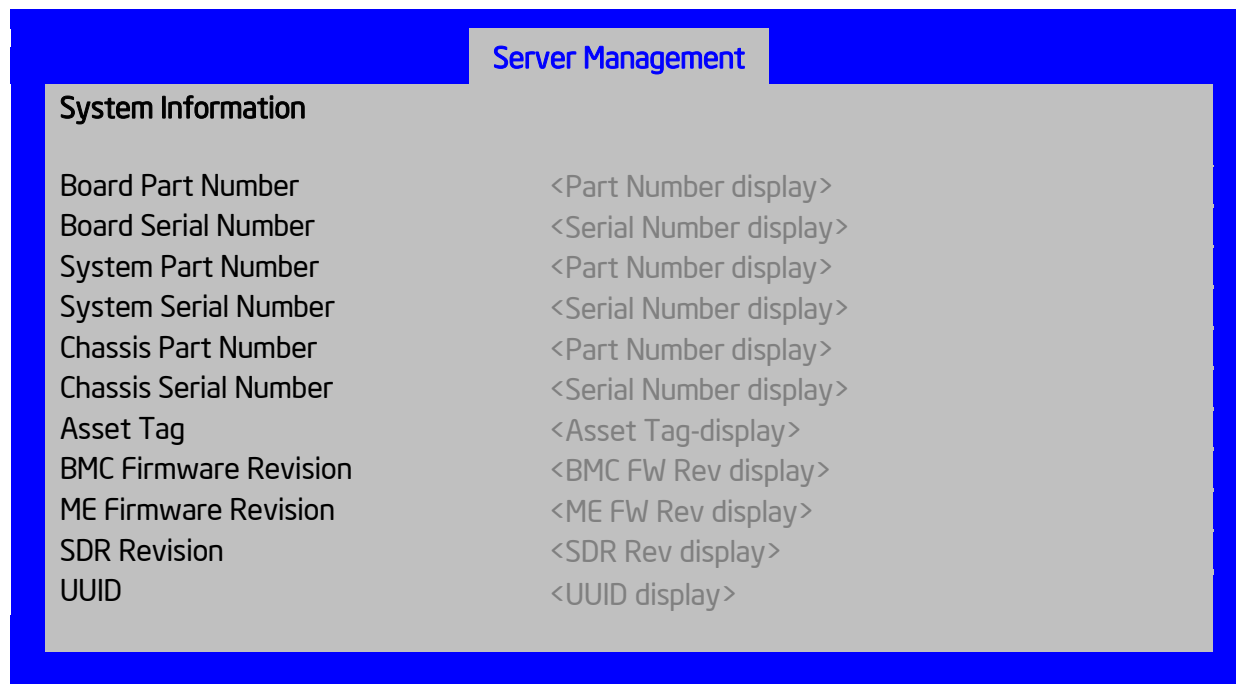 Server Management
System Information
Board Part Number <Part Number display>
Board Serial Number <Serial Number display>
System Part Number <Part Number display>
System Serial Number <Serial Number display>
Chassis Part Number <Part Number display>
Chassis Serial Number <Serial Number display>
Asset Tag <Asset Tag-display>
BMC Firmware Revision <BMC FW Rev display>
ME Firmware Revision <ME FW Rev display>
SDR Revision <SDR Rev display>
UUID <UUID display>